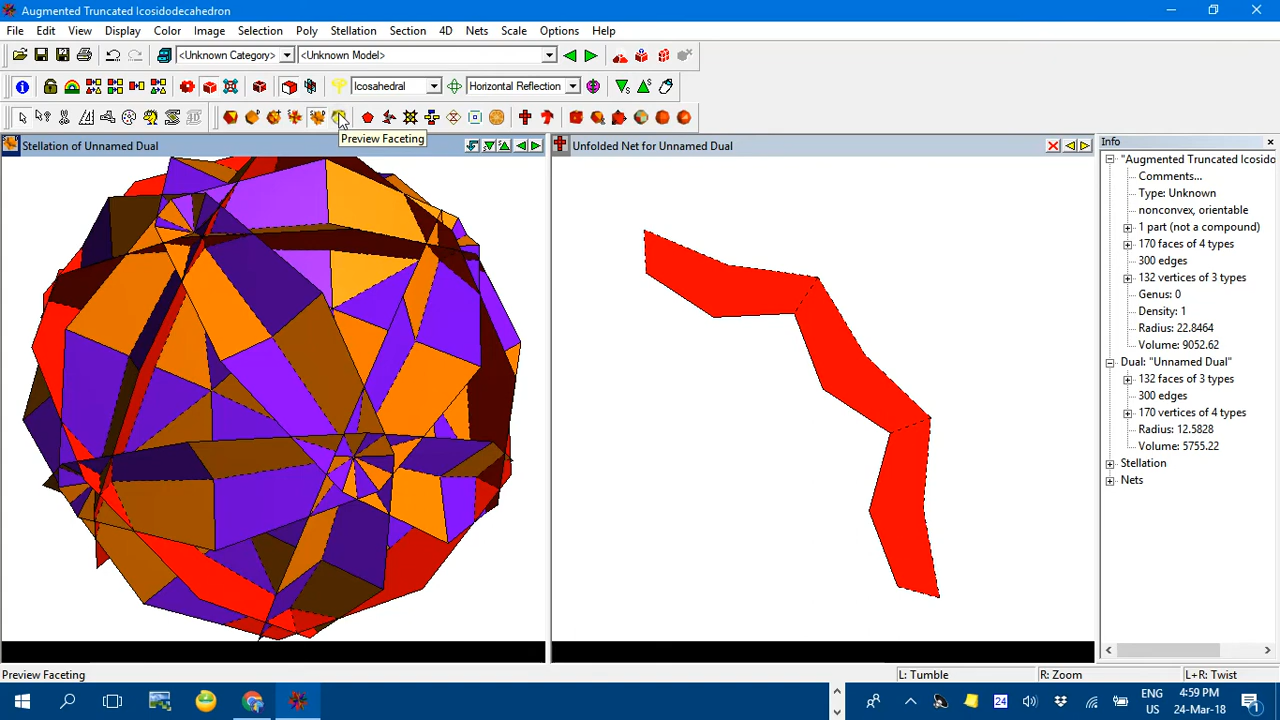 Augmented Truncated Icosidodecahedron
File Edit View Display Color Image Selection Poly Stellation Section 4D Nets Scale Options Help
<Unknown Category> <Unknown Model>
Icosahedral Horizontal Reflection
Preview Faceting
Stellation of Unnamed Dual
Unfolded Net for Unnamed Dual
Info
"Augmented Truncated Icosido
Comments...
Type: Unknown
nonconvex, orientable
1 part (not a compound)
170 faces of 4 types
300 edges
132 vertices of 3 types
Genus: 0
Density: 1
Radius: 22.8464
Volume: 9052.62
Dual: "Unnamed Dual"
132 faces of 3 types
300 edges
170 vertices of 4 types
Radius: 12.5828
Volume: 5755.22
Stellation
Nets
Preview Faceting
L: Tumble
R: Zoom
L+R: Twist
24
ENG
US
4:59 PM
24-Mar-18
1